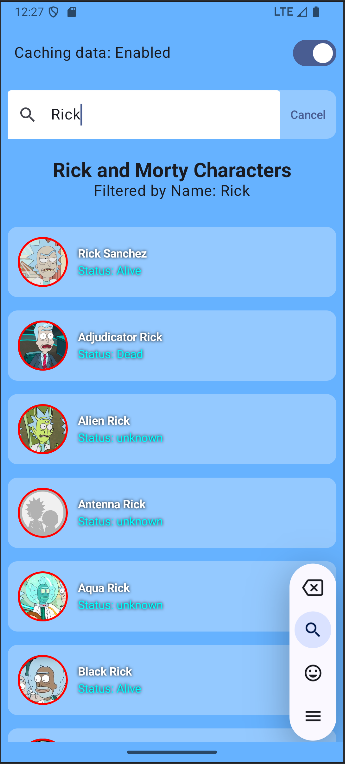 12:27 LTE
Caching data: Enabled
Rick Cancel
Rick and Morty Characters
Filtered by Name: Rick
Rick Sanchez
Status: Alive
Adjudicator Rick
Status: Dead
Alien Rick
Status: unknown
Antenna Rick
Status: unknown
Aqua Rick
Status: unknown
Black Rick
Status: Alive